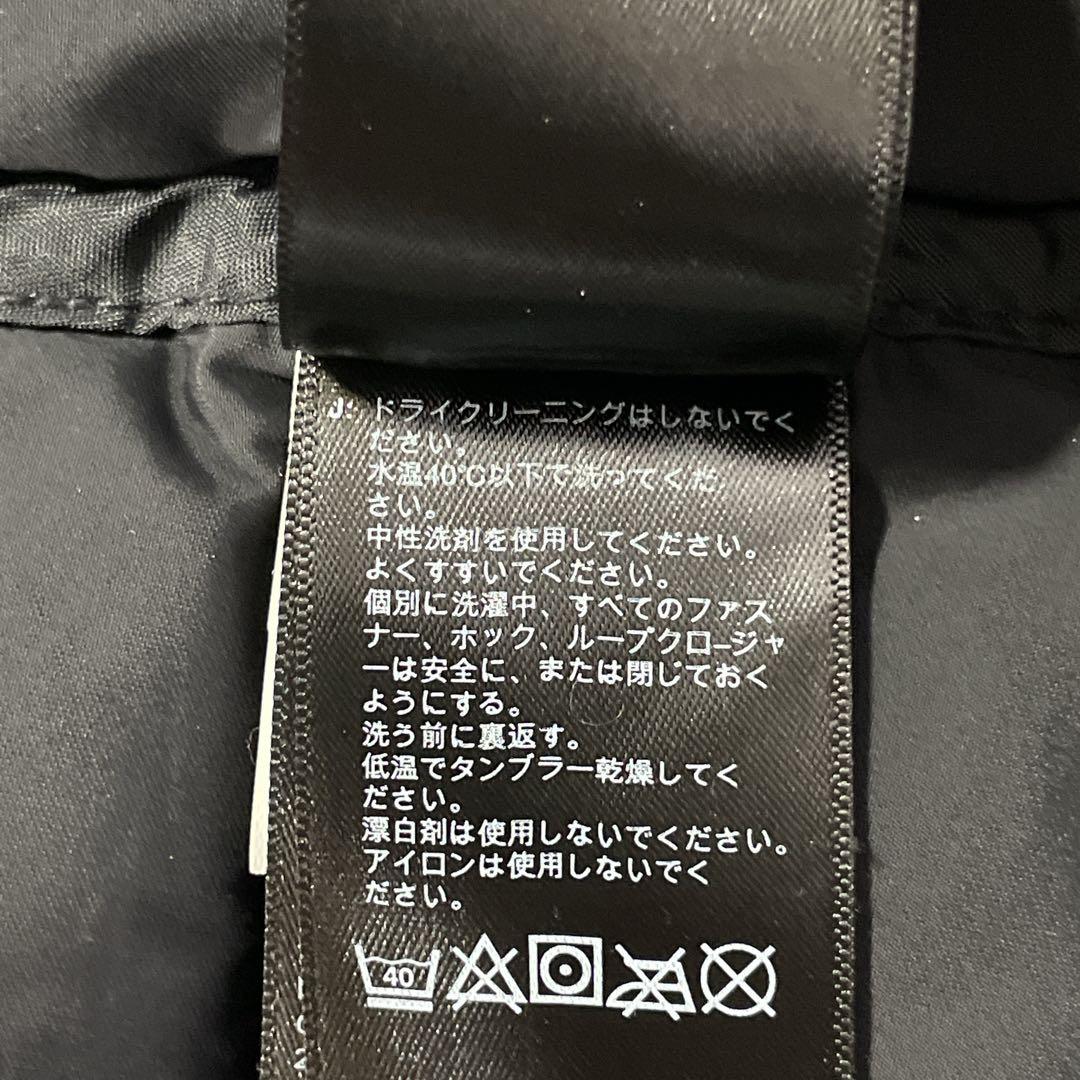 J: ドライクリーニングはしないでく
ださい。
水温40℃以下で洗ってくだ
さい。
中性洗剤を使用してください。
よくすすいでください。
個別に洗濯中、すべてのファス
ナー、ホック、ループクロ–ジャ
ーは安全に、または閉じておく
ようにする。
洗う前に裏返す。
低温でタンブラー乾燥してく
ださい。
漂白剤は使用しないでください。
アイロンは使用しないでく
ださい。
40